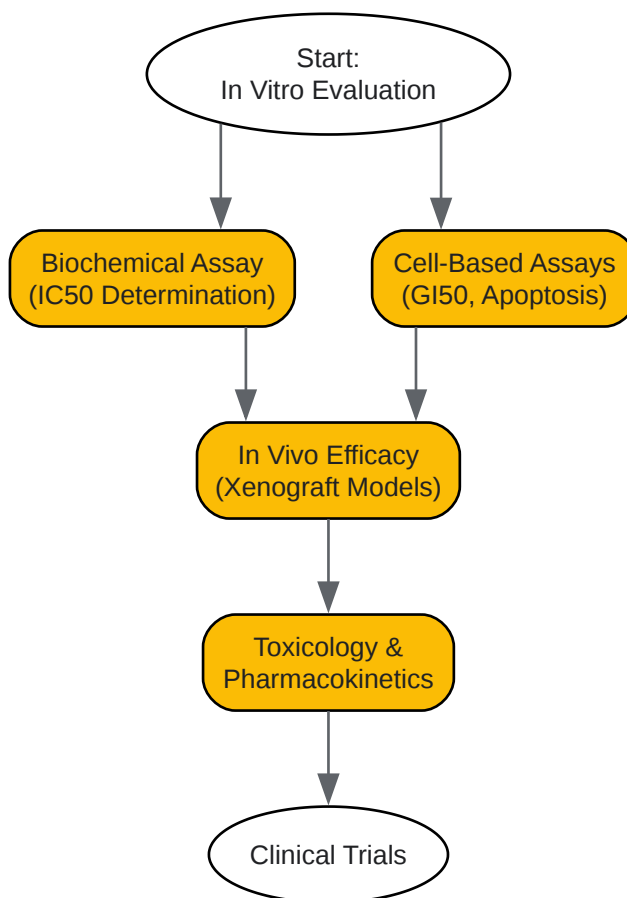 Start:
In Vitro Evaluation
Biochemical Assay
(IC50 Determination)
Cell-Based Assays
(GI50, Apoptosis)
In Vivo Efficacy
(Xenograft Models)
Toxicology &
Pharmacokinetics
Clinical Trials